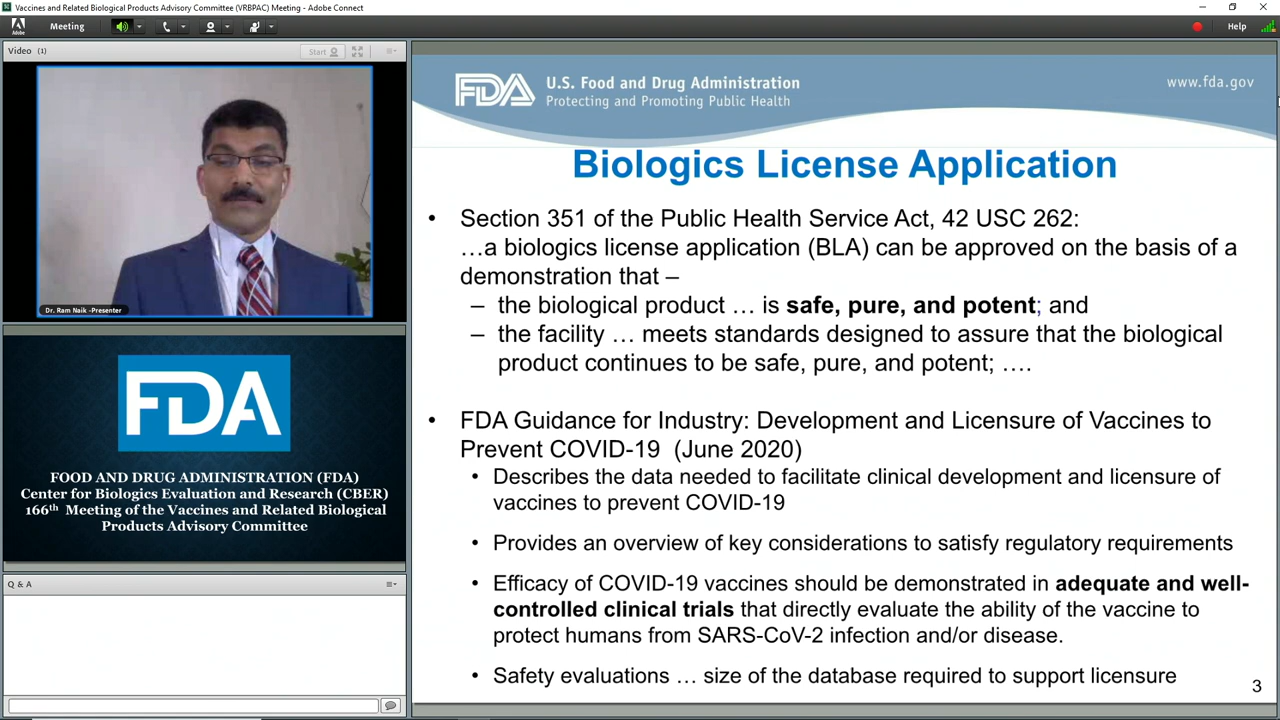 Vaccines and Related Biological Products Advisory Committee (VRBPAC) Meeting - Adobe Connect
Meeting
Help
Video (1)
Start
Dr. Ram Naik -Presenter
FDA
FOOD AND DRUG ADMINISTRATION (FDA)
Center for Biologics Evaluation and Research (CBER)
166th Meeting of the Vaccines and Related Biological
Products Advisory Committee
Q & A
FDA
U.S. Food and Drug Administration
Protecting and Promoting Public Health
www.fda.gov
Biologics License Application
• Section 351 of the Public Health Service Act, 42 USC 262:
…a biologics license application (BLA) can be approved on the basis of a
demonstration that –
– the biological product … is safe, pure, and potent; and
– the facility … meets standards designed to assure that the biological
product continues to be safe, pure, and potent; ….
• FDA Guidance for Industry: Development and Licensure of Vaccines to
Prevent COVID-19 (June 2020)
• Describes the data needed to facilitate clinical development and licensure of
vaccines to prevent COVID-19
• Provides an overview of key considerations to satisfy regulatory requirements
• Efficacy of COVID-19 vaccines should be demonstrated in adequate and well-
controlled clinical trials that directly evaluate the ability of the vaccine to
protect humans from SARS-CoV-2 infection and/or disease.
• Safety evaluations … size of the database required to support licensure
3